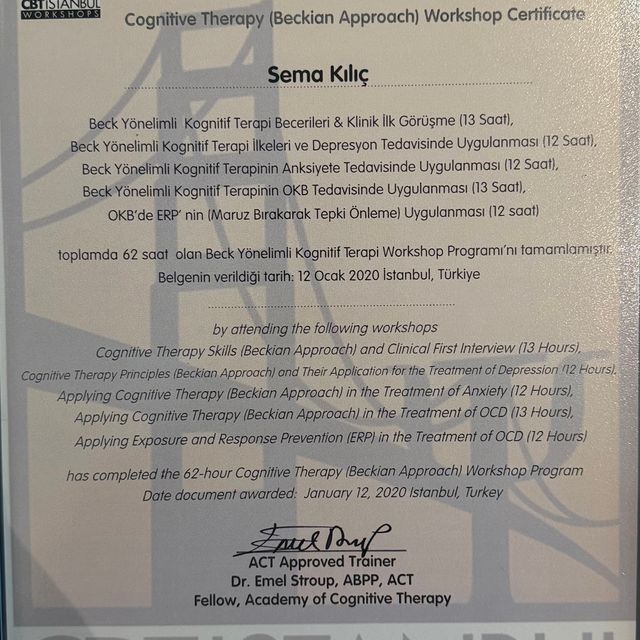 CBTISTANBUL
WORKSHOPS
Cognitive Therapy (Beckian Approach) Workshop Certificate
Sema Kılıç
Beck Yönelimli Kognitif Terapi Becerileri & Klinik İlk Görüşme (13 Saat),
Beck Yönelimli Kognitif Terapi İlkeleri ve Depresyon Tedavisinde Uygulanması (12 Saat),
Beck Yönelimli Kognitif Terapinin Anksiyete Tedavisinde Uygulanması (12 Saat),
Beck Yönelimli Kognitif Terapinin OKB Tedavisinde Uygulanması (13 Saat),
OKB'de ERP' nin (Maruz Bırakarak Tepki Önleme) Uygulanması (12 saat)
toplamda 62 saat olan Beck Yönelimli Kognitif Terapi Workshop Programı'nı tamamlamıştır.
Belgenin verildiği tarih: 12 Ocak 2020 İstanbul, Türkiye
by attending the following workshops
Cognitive Therapy Skills (Beckian Approach) and Clinical First Interview (13 Hours),
Cognitive Therapy Principles (Beckian Approach) and Their Application for the Treatment of Depression (12 Hours),
Applying Cognitive Therapy (Beckian Approach) in the Treatment of Anxiety (12 Hours),
Applying Cognitive Therapy (Beckian Approach) in the Treatment of OCD (13 Hours),
Applying Exposure and Response Prevention (ERP) in the Treatment of OCD (12 Hours)
has completed the 62-hour Cognitive Therapy (Beckian Approach) Workshop Program
Date document awarded: January 12, 2020 Istanbul, Turkey
ACT Approved Trainer
Dr. Emel Stroup, ABPP, ACT
Fellow, Academy of Cognitive Therapy